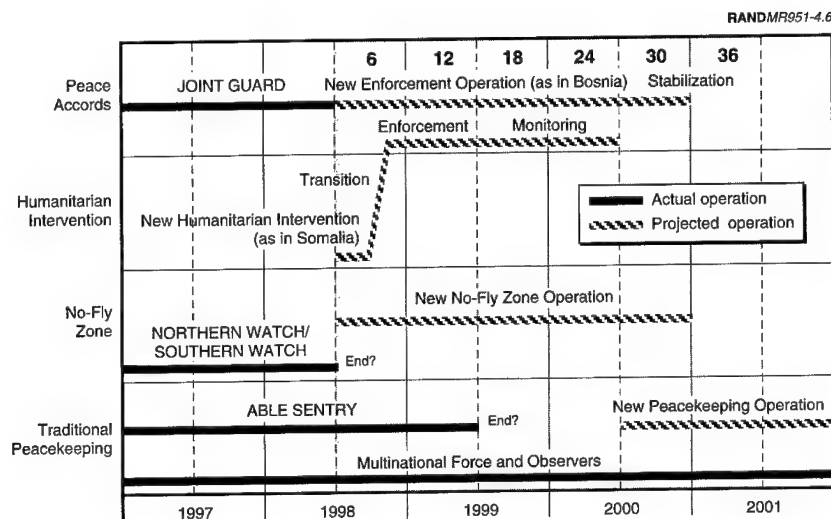 RANDMR951-4.6
6 12 18 24 30 36
Peace Accords
JOINT GUARD
New Enforcement Operation (as in Bosnia)
Stabilization
Enforcement
Monitoring
Transition
Humanitarian Intervention
New Humanitarian Intervention
(as in Somalia)
Actual operation
Projected operation
No-Fly Zone
New No-Fly Zone Operation
NORTHERN WATCH/
SOUTHERN WATCH
End?
Traditional Peacekeeping
ABLE SENTRY
End?
New Peacekeeping Operation
Multinational Force and Observers
1997 1998 1999 2000 2001